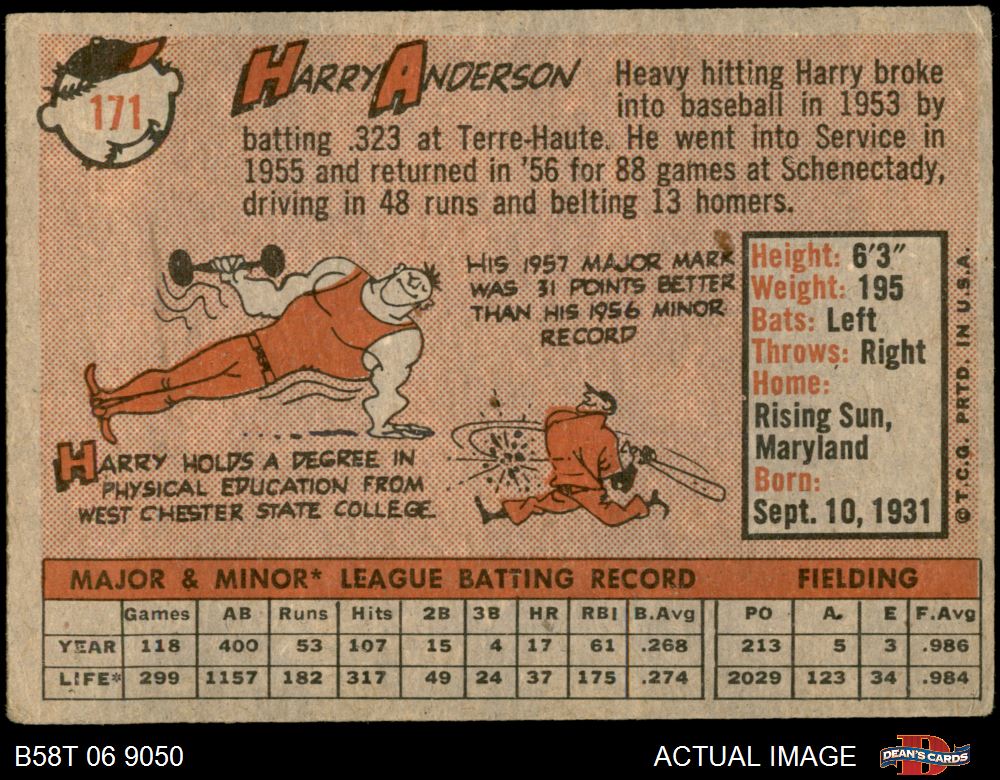 171
HARRY ANDERSON
Heavy hitting Harry broke
into baseball in 1953 by
batting .323 at Terre-Haute. He went into Service in
1955 and returned in '56 for 88 games at Schenectady,
driving in 48 runs and belting 13 homers.
HIS 1957 MAJOR MARK
WAS 31 POINTS BETTER
THAN HIS 1956 MINOR
RECORD
HARRY HOLDS A DEGREE IN
PHYSICAL EDUCATION FROM
WEST CHESTER STATE COLLEGE.
Height: 6'3"
Weight: 195
Bats: Left
Throws: Right
Home:
Rising Sun,
Maryland
Born:
Sept. 10, 1931
©T.C.G. PRTD. IN U.S.A.
MAJOR & MINOR* LEAGUE BATTING RECORD FIELDING
Games AB Runs Hits 2B 3B HR RBI B.Avg PO A. E F.Avg
YEAR 118 400 53 107 15 4 17 61 .268 213 5 3 .986
LIFE* 299 1157 182 317 49 24 37 175 .274 2029 123 34 .984
B58T 06 9050 ACTUAL IMAGE DEAN'S CARDS